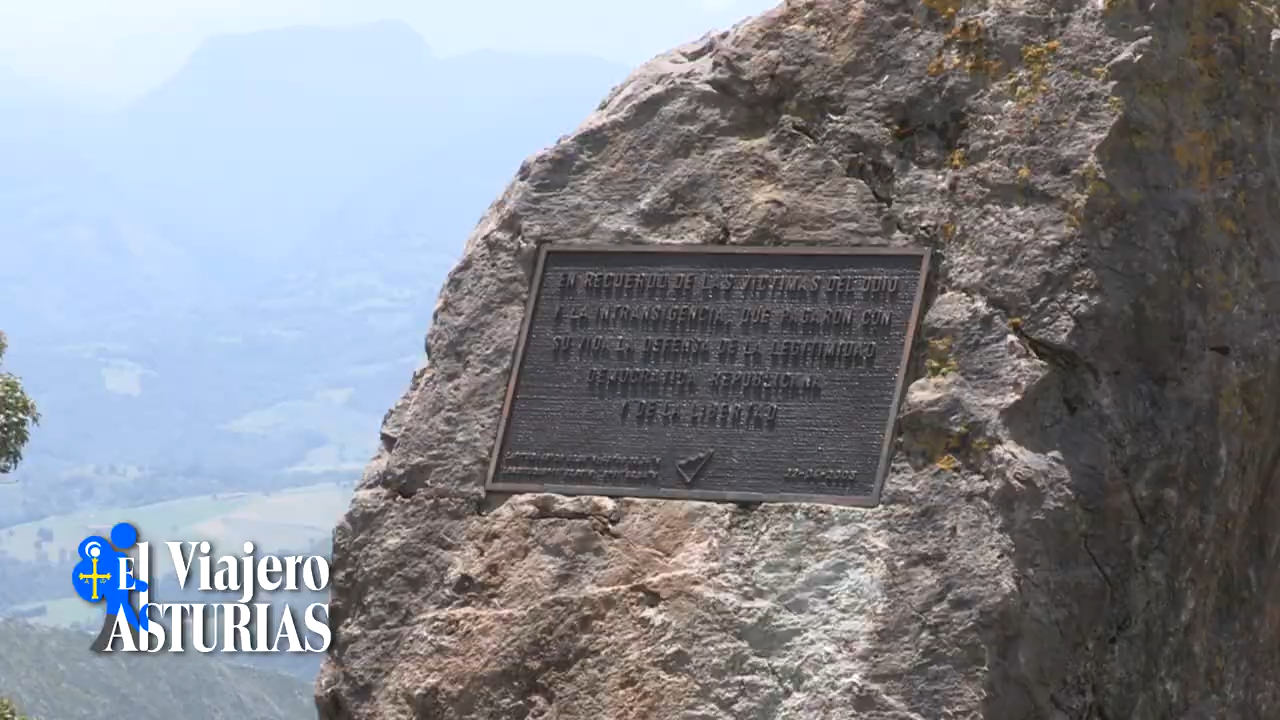 EN RECUERDO DE LAS VICTIMAS DEL ODIO
Y LA INTRANSIGENCIA, QUE PAGARON CON
SU VIDA LA DEFENSA DE LA LEGITIMIDAD
DEMOCRATICA REPUBLICANA
Y DE LA LIBERTAD
EL Viajero
ASTURIAS